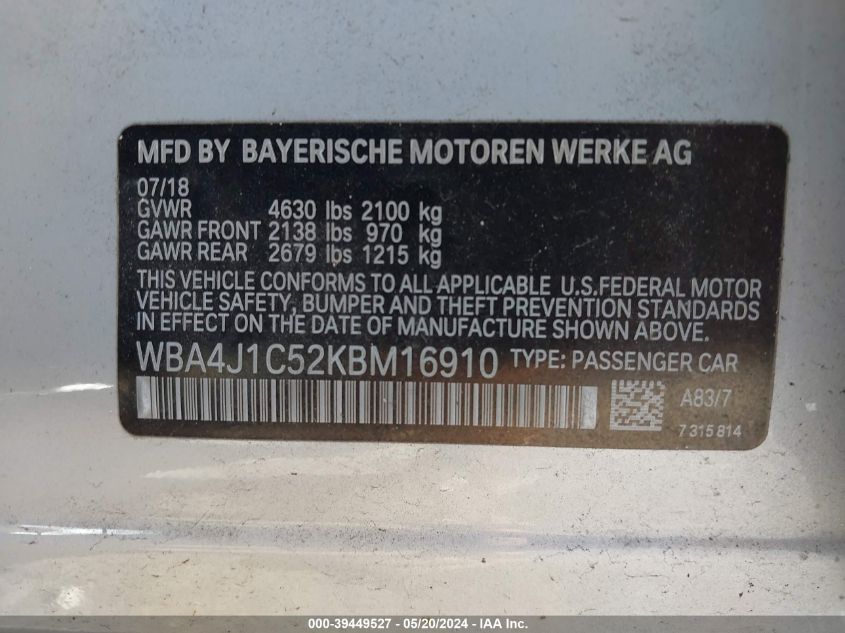 MFD BY BAYERISCHE MOTOREN WERKE AG
07/18
GVWR 4630 lbs 2100 kg
GAWR FRONT 2138 lbs 970 kg
GAWR REAR 2679 lbs 1215 kg
THIS VEHICLE CONFORMS TO ALL APPLICABLE U.S.FEDERAL MOTOR
VEHICLE SAFETY, BUMPER AND THEFT PREVENTION STANDARDS
IN EFFECT ON THE DATE OF MANUFACTURE SHOWN ABOVE.
WBA4J1C52KBM16910 TYPE: PASSENGER CAR
A83/7
7 315 814
000-39449527 - 05/20/2024 - IAA Inc.